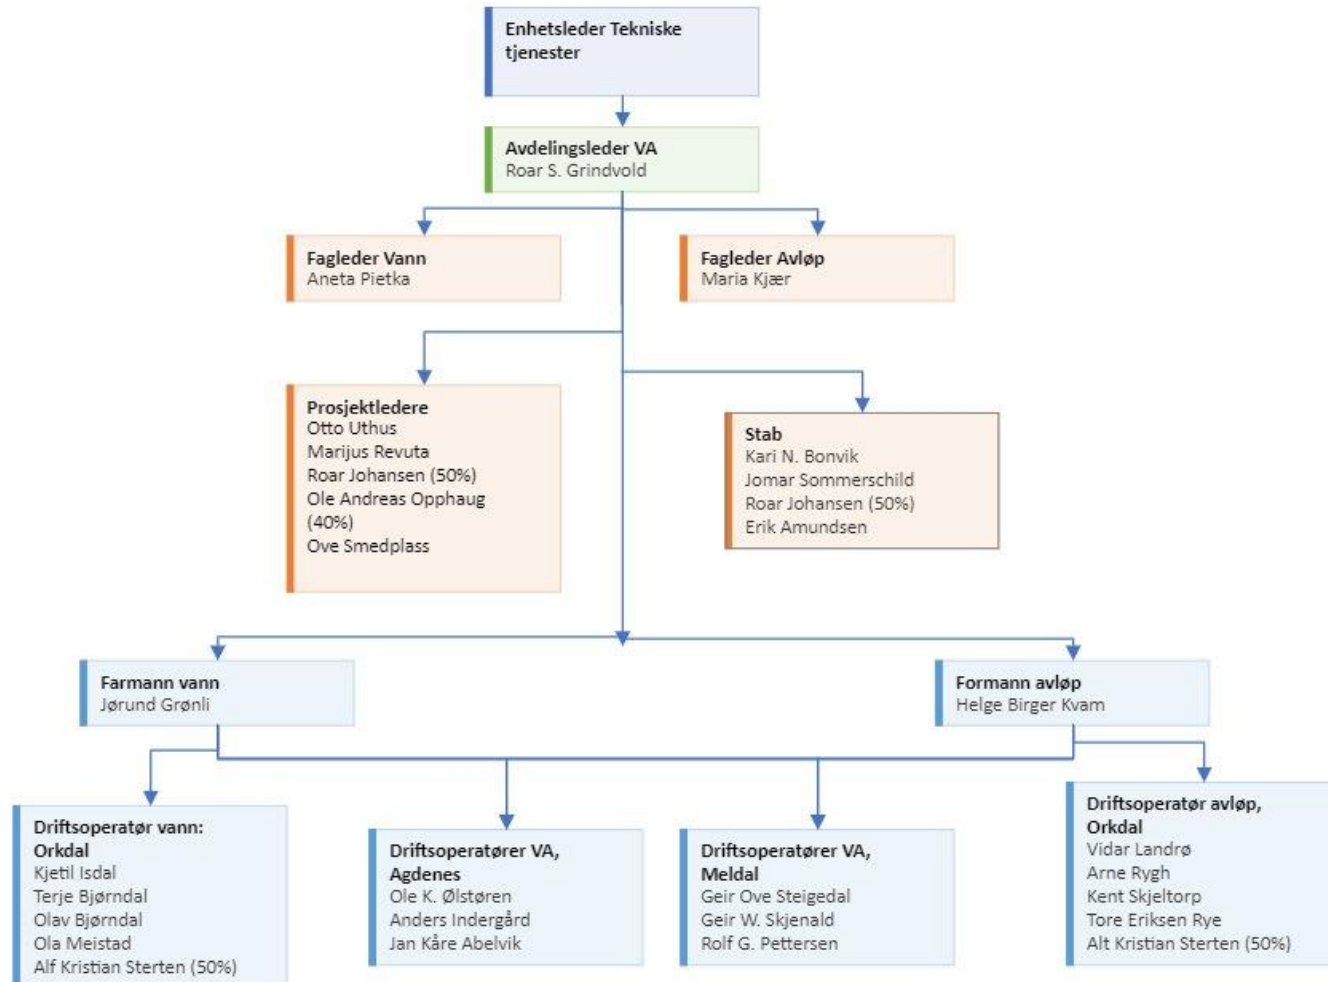 Enhetsleder Tekniske
tjenester
Avdelingsleder VA
Roar S. Grindvold
Fagleder Vann
Aneta Pietka
Fagleder Avløp
Maria Kjær
Prosjektledere
Otto Uthus
Marijus Revuta
Roar Johansen (50%)
Ole Andreas Opphaug
(40%)
Ove Smedplass
Stab
Kari N. Bonvik
Jomar Sommerschild
Roar Johansen (50%)
Erik Amundsen
Farmann vann
Jørund Grønli
Formann avløp
Helge Birger Kvam
Driftsoperatør vann:
Orkdal
Kjetil Isdal
Terje Bjørndal
Olav Bjørndal
Ola Meistad
Alf Kristian Sterten (50%)
Driftsoperatører VA,
Agdenes
Ole K. Ølstøren
Anders Indergård
Jan Kåre Abelvik
Driftsoperatører VA,
Meldal
Geir Ove Steigedal
Geir W. Skjenald
Rolf G. Pettersen
Driftsoperatør avløp,
Orkdal
Vidar Landrø
Arne Rygh
Kent Skjeltorp
Tore Eriksen Rye
Alt Kristian Sterten (50%)